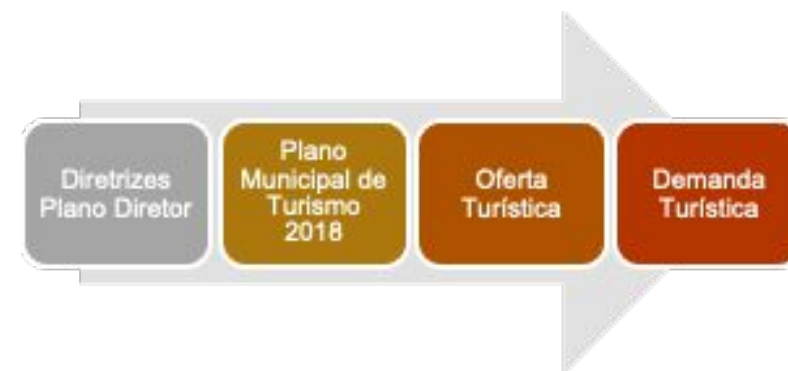 Diretrizes
Plano Diretor
Plano
Municipal de
Turismo
2018
Oferta
Turística
Demanda
Turística